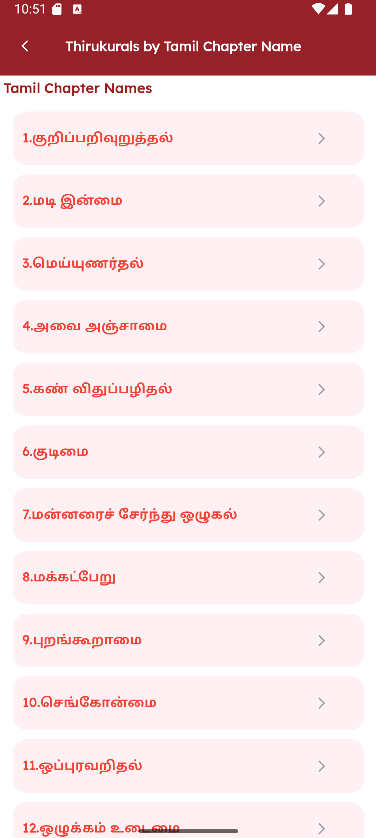 10:51
Thirukurals by Tamil Chapter Name
Tamil Chapter Names
1.குறிப்பறிவுறுத்தல்
2.மடி இன்மை
3.மெய்யுணர்தல்
4.அவை அஞ்சாமை
5.கண் விதுப்பழிதல்
6.குடிமை
7.மன்னரைச் சேர்ந்து ஒழுகல்
8.மக்கட்பேறு
9.புறங்கூறாமை
10.செங்கோன்மை
11.ஒப்புரவறிதல்
12.ஒழுக்கம் உடைமை